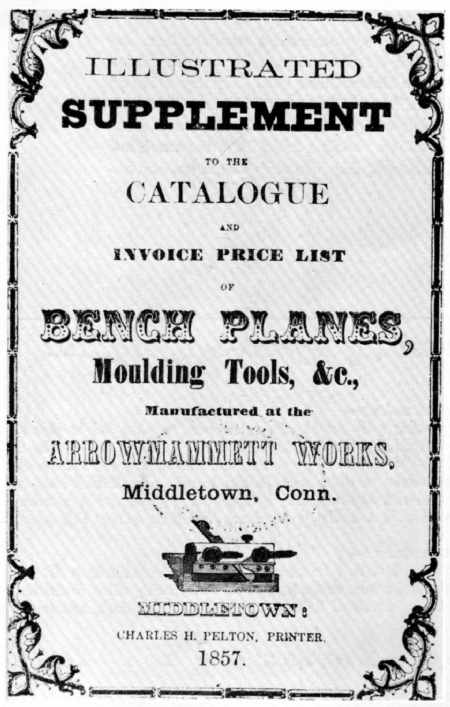 ILLUSTRATED
SUPPLEMENT
TO THE
CATALOGUE
AND
INVOICE PRICE LIST
OF
BENCH PLANES,
Moulding Tools, &c.,
Manufactured at the
ARROWMAMMETT WORKS,
Middletown, Conn.
MIDDLETOWN:
CHARLES H. PELTON, PRINTER.
1857.